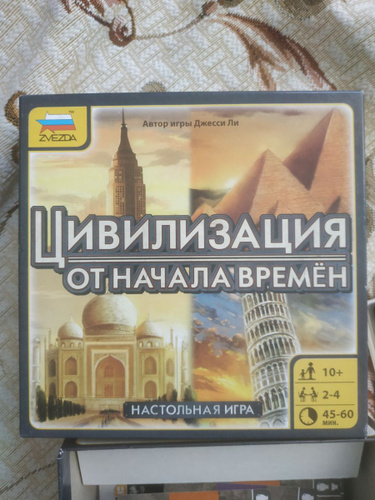 ZVEZDA
Автор игры Джесси Ли
ЦИВИЛИЗАЦИЯ
ОТ НАЧАЛА ВРЕМЁН
10+
2-4
45-60
МИН.
НАСТОЛЬНАЯ ИГРА